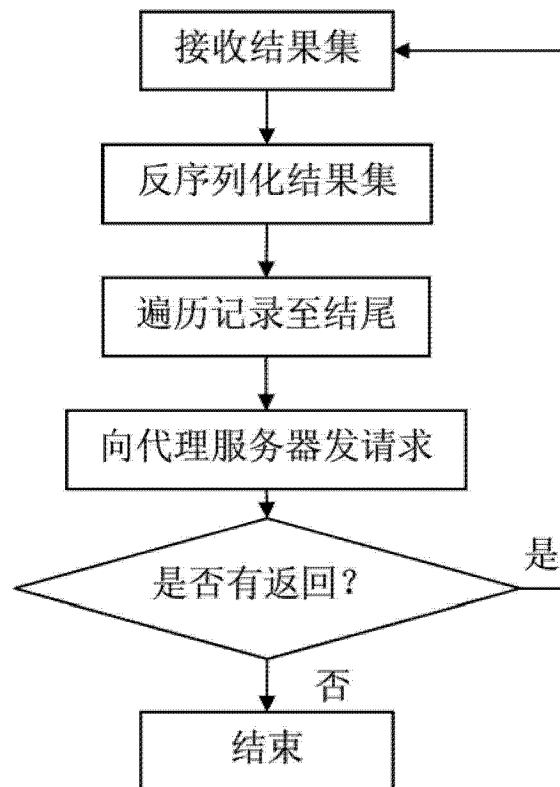 接收结果集
反序列化结果集
遍历记录至结尾
向代理服务器发请求
是否有返回？
是
否
结束